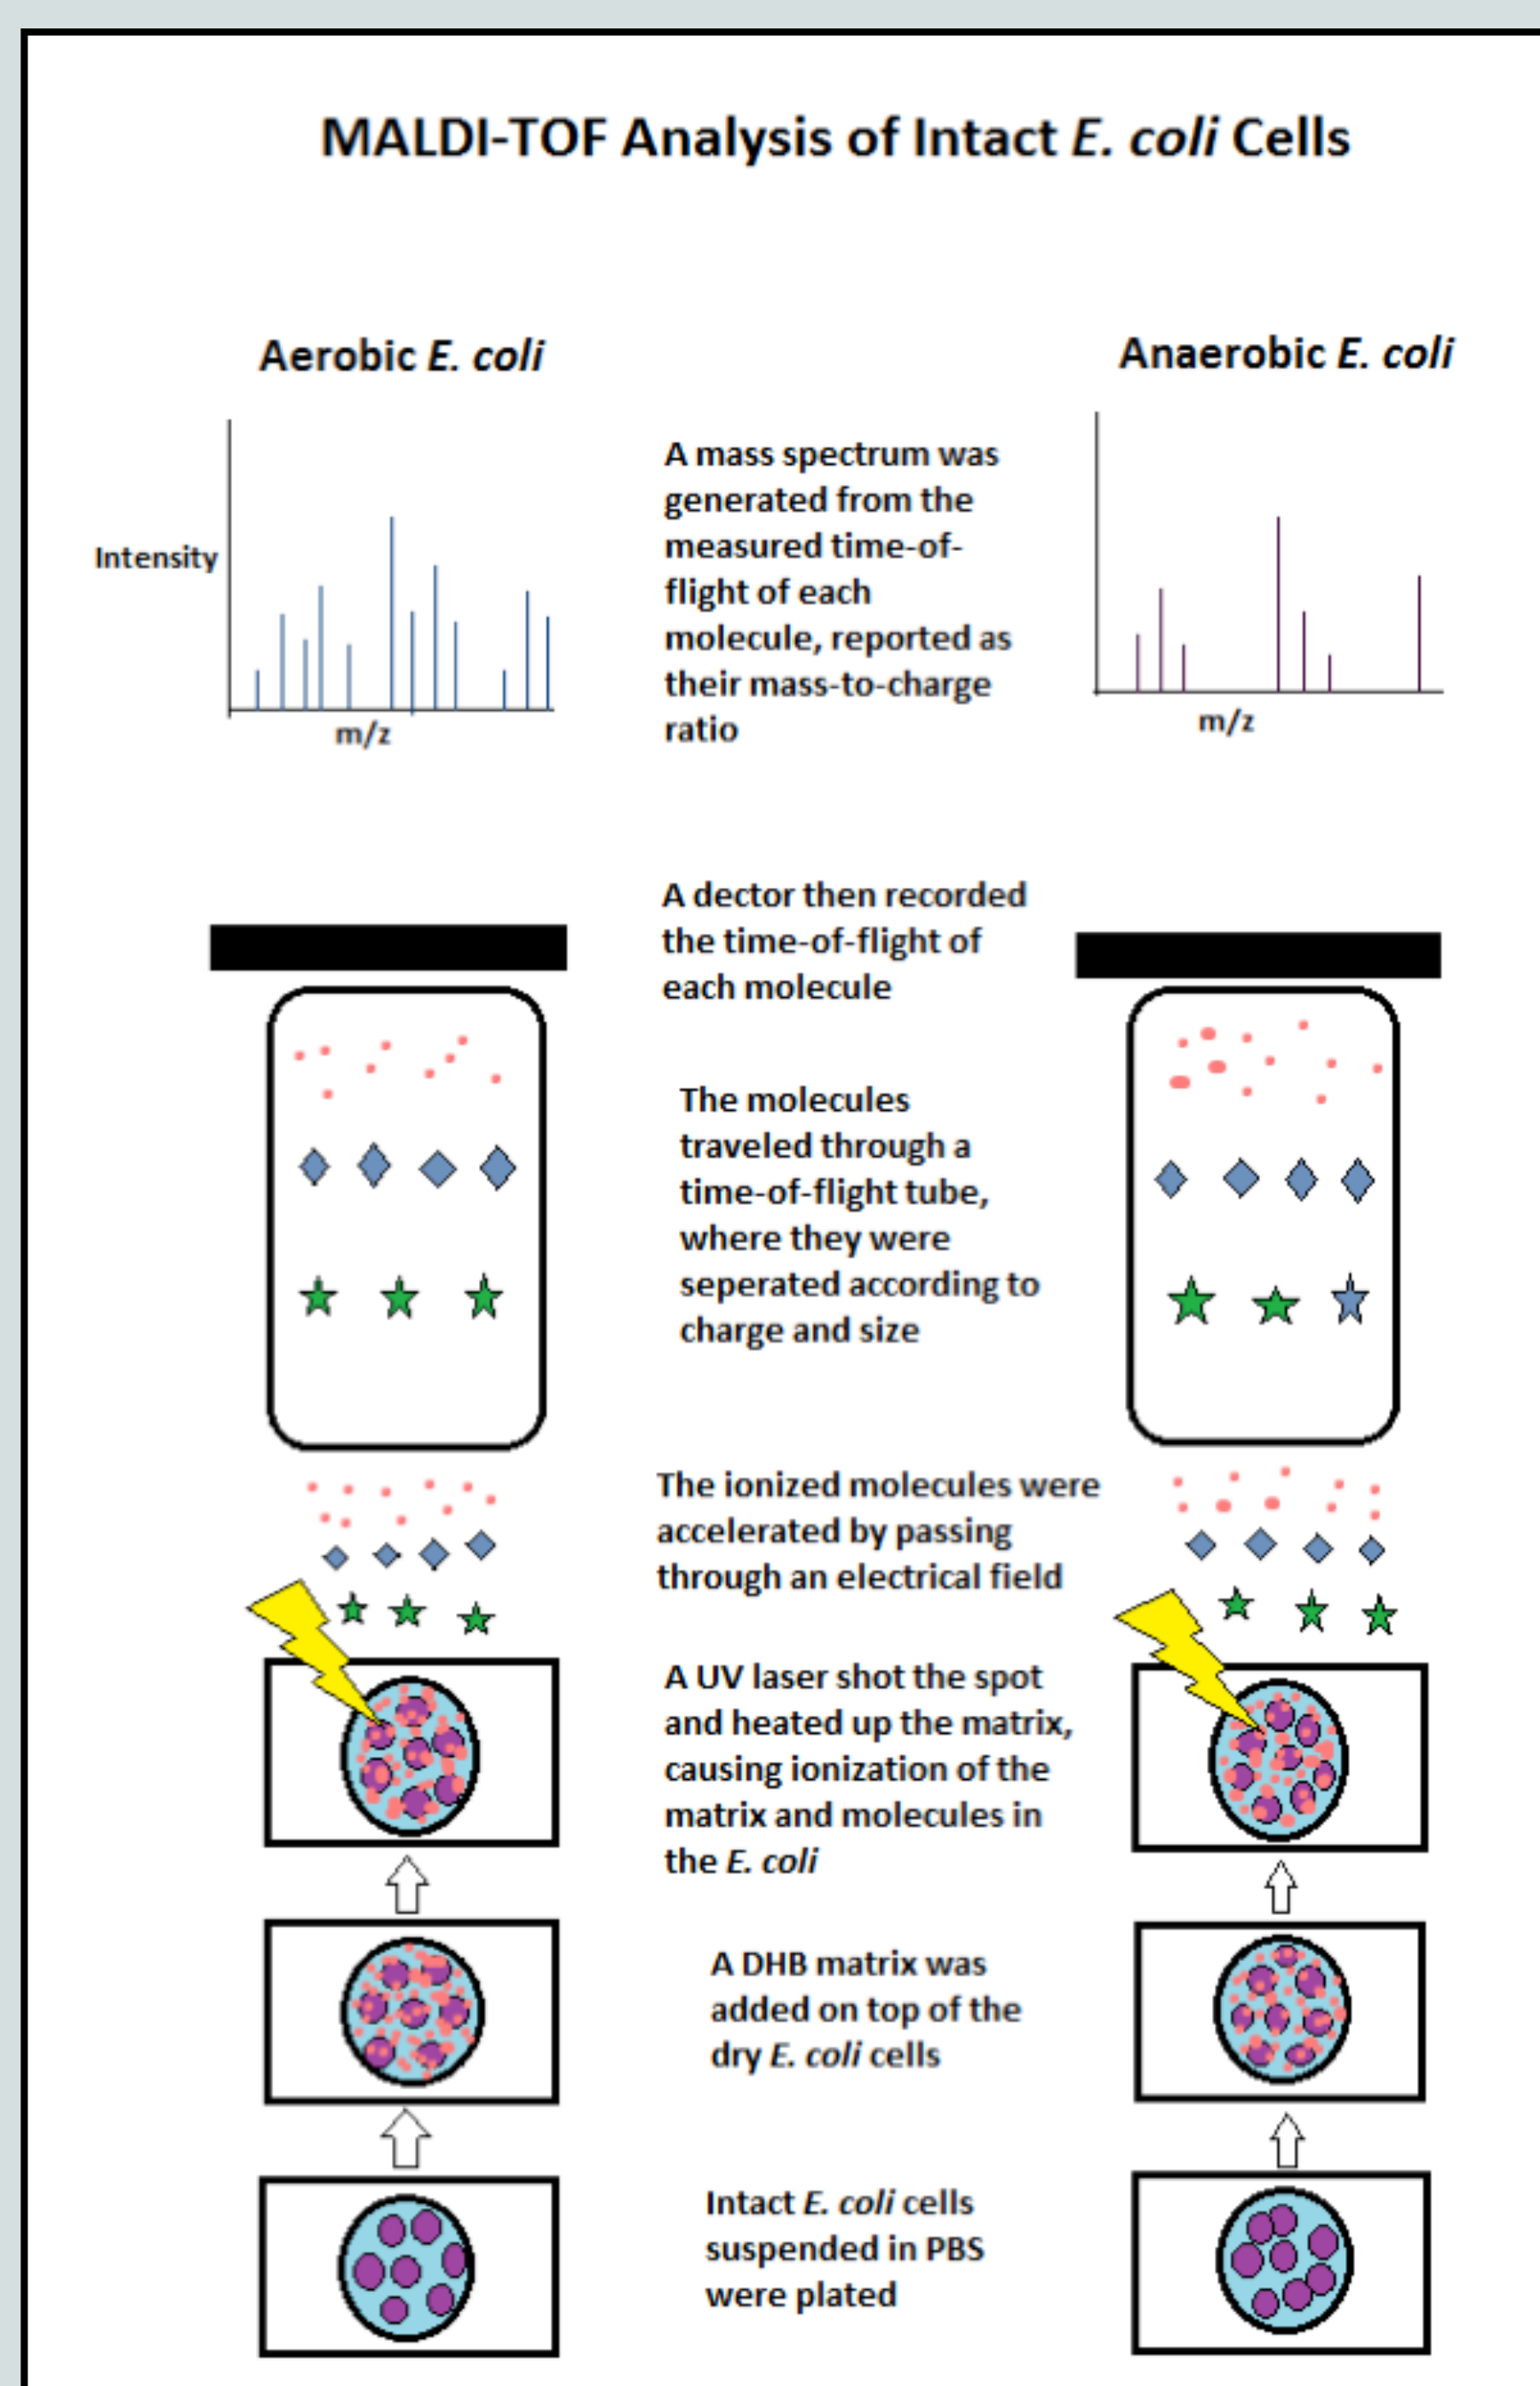 MALDI-TOF Analysis of Intact E. coli Cells
Aerobic E. coli
Anaerobic E. coli
Intensity
m/z
A mass spectrum was
generated from the
measured time-of-
flight of each
molecule, reported as
their mass-to-charge
ratio
m/z
A dector then recorded
the time-of-flight of
each molecule
The molecules
traveled through a
time-of-flight tube,
where they were
seperated according to
charge and size
The ionized molecules were
accelerated by passing
through an electrical field
A UV laser shot the spot
and heated up the matrix,
causing ionization of the
matrix and molecules in
the E. coli
A DHB matrix was
added on top of the
dry E. coli cells
Intact E. coli cells
suspended in PBS
were plated